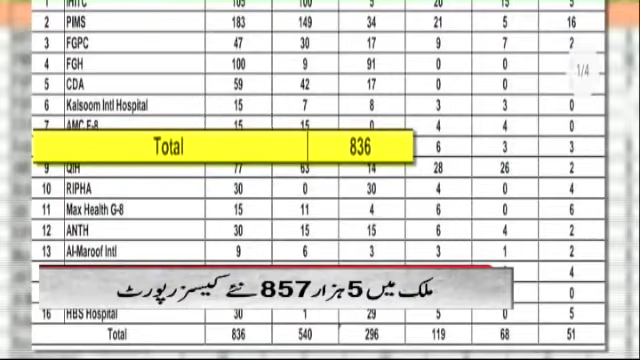 1 IHITC 105 100 5 20 15 5
2 PIMS 183 149 34 21 5 16
3 FGPC 47 30 17 9 7 2
4 FGH 100 9 91 0 0 0
1/4
5 CDA 59 42 17 0 0 0
6 Kalsoom Intl Hospital 15 7 8 3 3 0
7 AMC E-8 15 15 0 4 4 0
Total 836 6 3 3
9 QIH 77 63 14 28 26 2
10 RIPHA 30 0 30 4 0 4
11 Max Health G-8 15 11 4 6 0 6
12 ANTH 30 15 15 6 4 2
13 Al-Maroof Intl 9 6 3 3 1 2
4
ملک میں 5 ہزار 857 نئے کیسز رپورٹ 0
16 HBS Hospital 30 1 29 5 0 5
Total 836 540 296 119 68 51